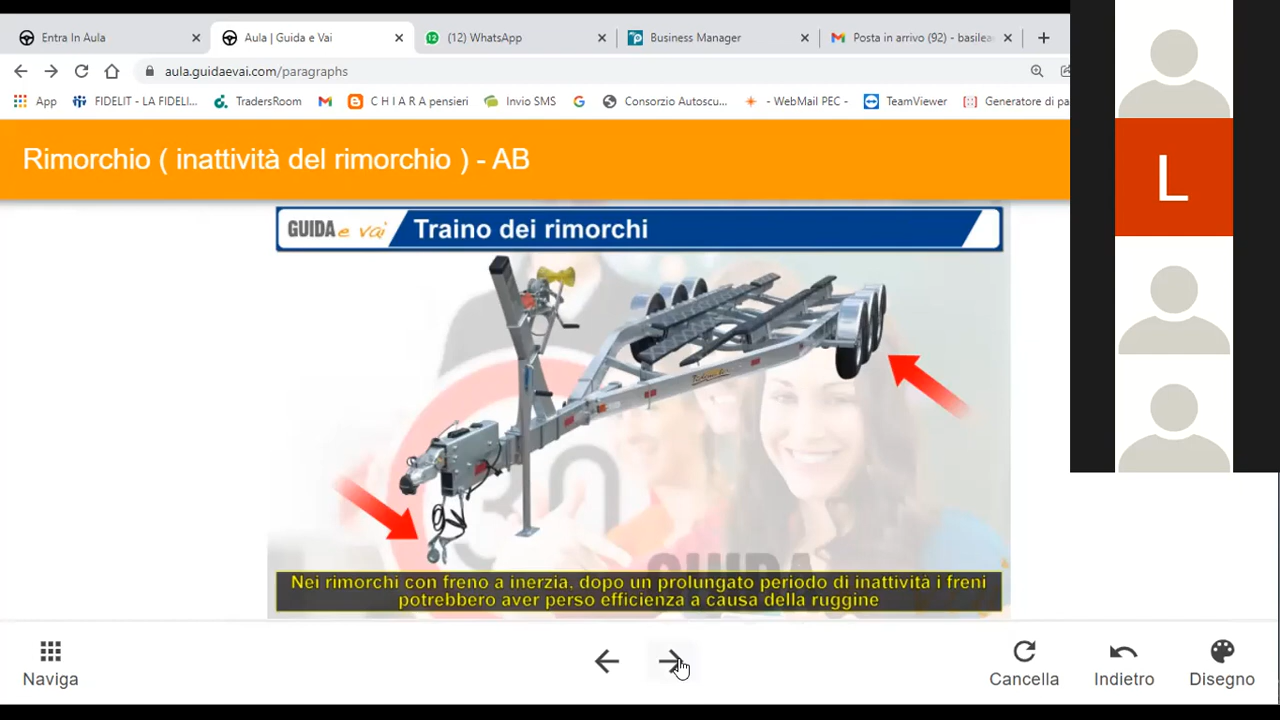 Entra In Aula
Aula | Guida e Vai
(12) WhatsApp
Business Manager
Posta in arrivo (92) - basilea
aula.guidaevai.com/paragraphs
App
FIDELIT - LA FIDELI...
TradersRoom
C H I A R A pensieri
Invio SMS
Consorzio Autoscu...
- WebMail PEC -
TeamViewer
Generatore di pa
Rimorchio ( inattività del rimorchio ) - AB
L
GUIDA e vai
Traino dei rimorchi
30
GUIDA
Nei rimorchi con freno a inerzia, dopo un prolungato periodo di inattività i freni
potrebbero aver perso efficienza a causa della ruggine
Naviga
Cancella
Indietro
Disegno